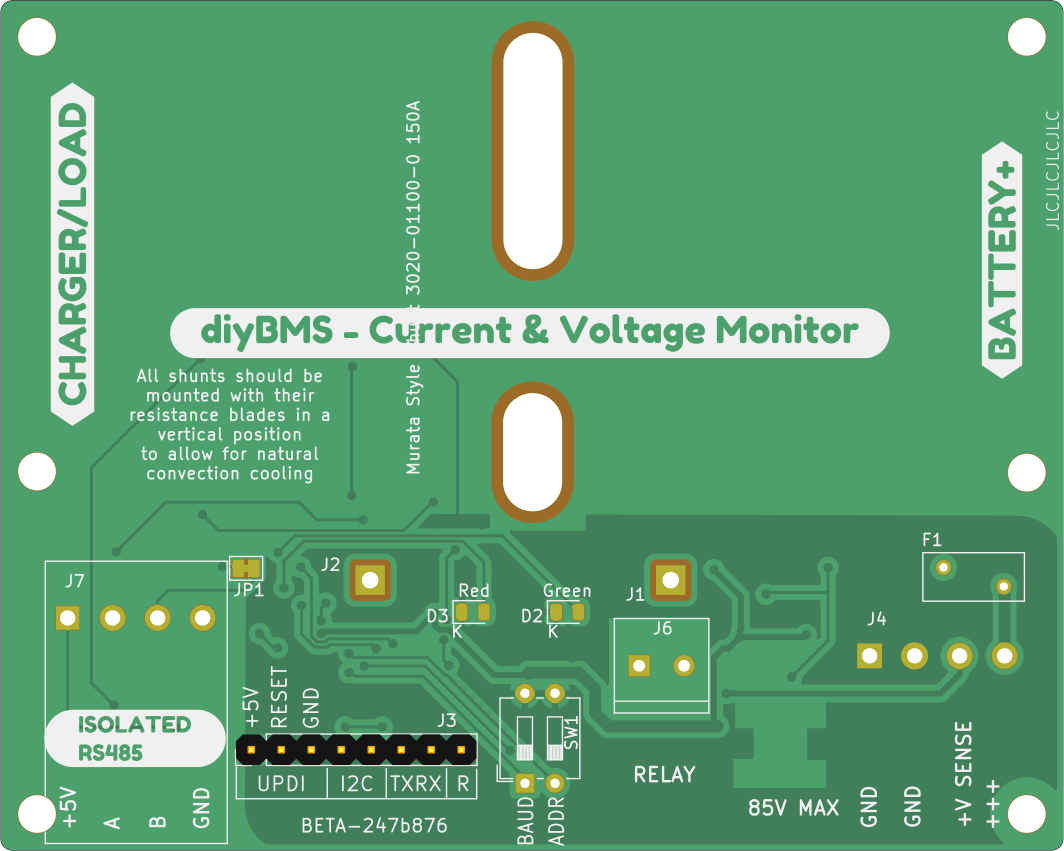 CHARGER/LOAD
BATTERY+
JLCJLCJLCJLC
Murata Style Shunt 3020-01100-0 150A
diyBMS - Current & Voltage Monitor
All shunts should be
mounted with their
resistance blades in a
vertical position
to allow for natural
convection cooling
F1
J2
J7
JP1
Red
Green
J1
D3
D2
K
K
J6
J4
+5V
RESET
GND
J3
SW1
ISOLATED
RS485
UPDI
I2C
TXRX
R
RELAY
85V MAX
+5V
A
B
GND
BETA-247b876
BAUD
ADDR
GND
GND
+V SENSE
+++